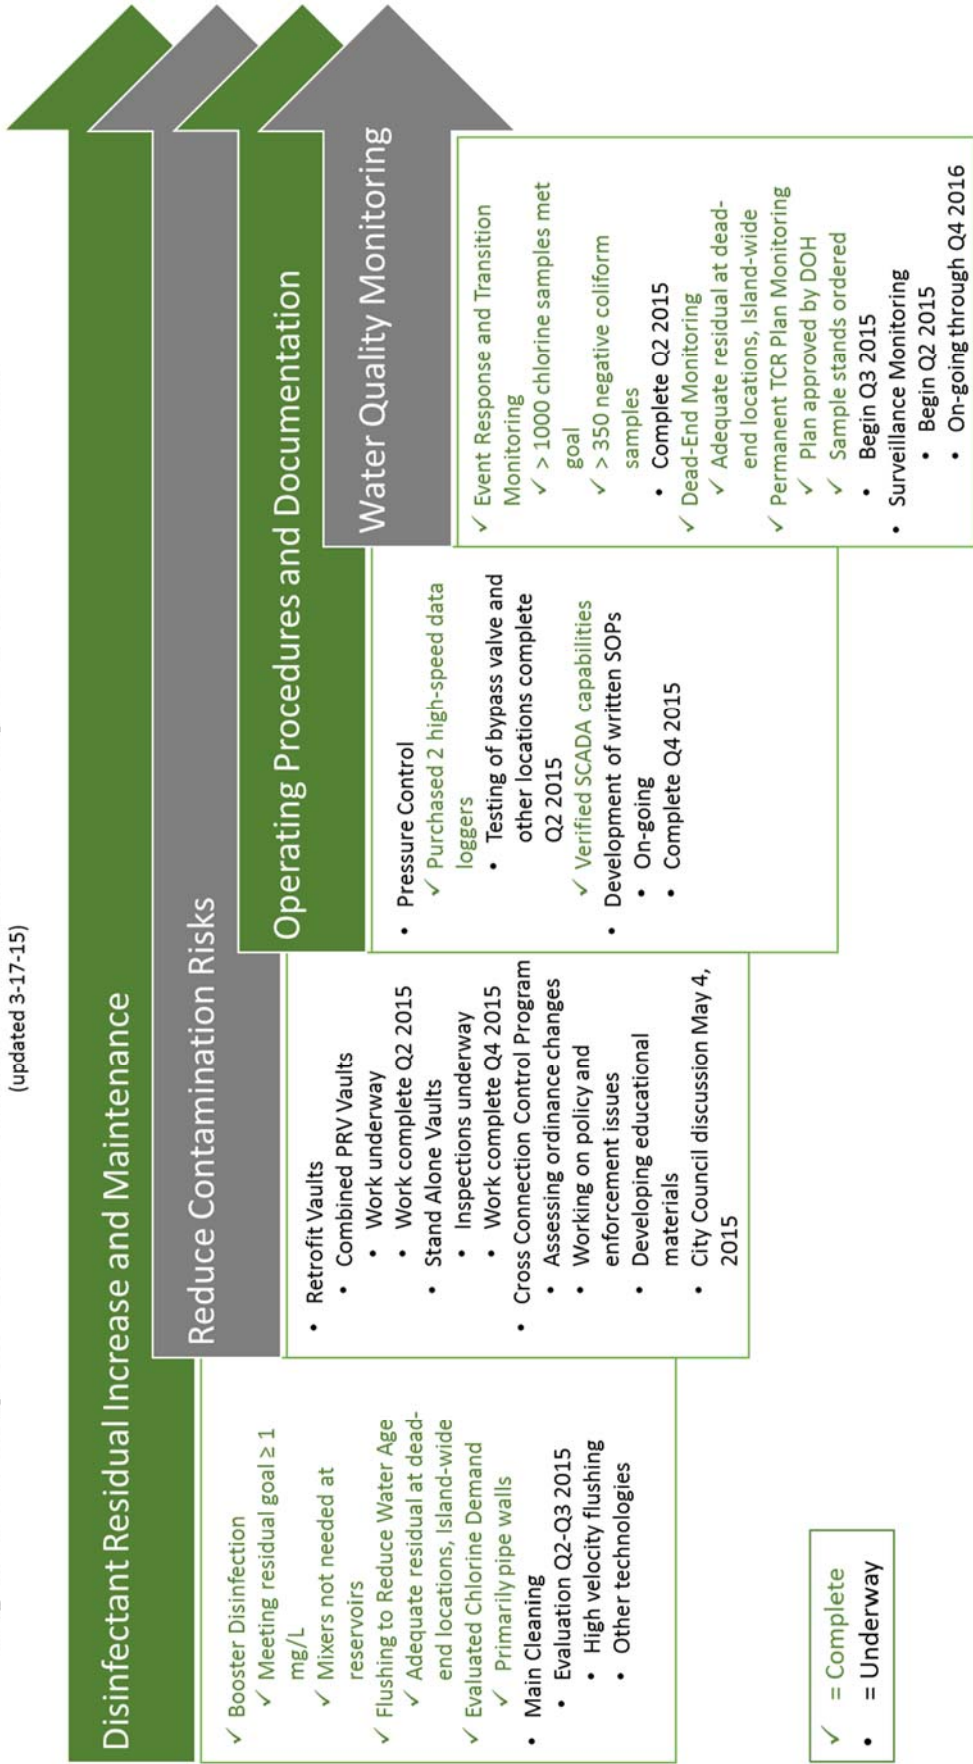 (updated 3-17-15)
Disinfectant Residual Increase and Maintenance
✓ Booster Disinfection
✓ Meeting residual goal ≥ 1
mg/L
✓ Mixers not needed at
reservoirs
✓ Flushing to Reduce Water Age
✓ Adequate residual at dead-
end locations, Island-wide
✓ Evaluated Chlorine Demand
✓ Primarily pipe walls
• Main Cleaning
• Evaluation Q2-Q3 2015
• High velocity flushing
• Other technologies
Reduce Contamination Risks
• Retrofit Vaults
• Combined PRV Vaults
• Work underway
• Work complete Q2 2015
• Stand Alone Vaults
• Inspections underway
• Work complete Q4 2015
• Cross Connection Control Program
• Assessing ordinance changes
• Working on policy and
enforcement issues
• Developing educational
materials
• City Council discussion May 4,
2015
Operating Procedures and Documentation
• Pressure Control
✓ Purchased 2 high-speed data
loggers
• Testing of bypass valve and
other locations complete
Q2 2015
✓ Verified SCADA capabilities
• Development of written SOPs
• On-going
• Complete Q4 2015
Water Quality Monitoring
✓ Event Response and Transition
Monitoring
✓ > 1000 chlorine samples met
goal
✓ > 350 negative coliform
samples
• Complete Q2 2015
✓ Dead-End Monitoring
✓ Adequate residual at dead-
end locations, Island-wide
✓ Permanent TCR Plan Monitoring
✓ Plan approved by DOH
✓ Sample stands ordered
• Begin Q3 2015
• Surveillance Monitoring
• Begin Q2 2015
• On-going through Q4 2016
✓ = Complete
• = Underway